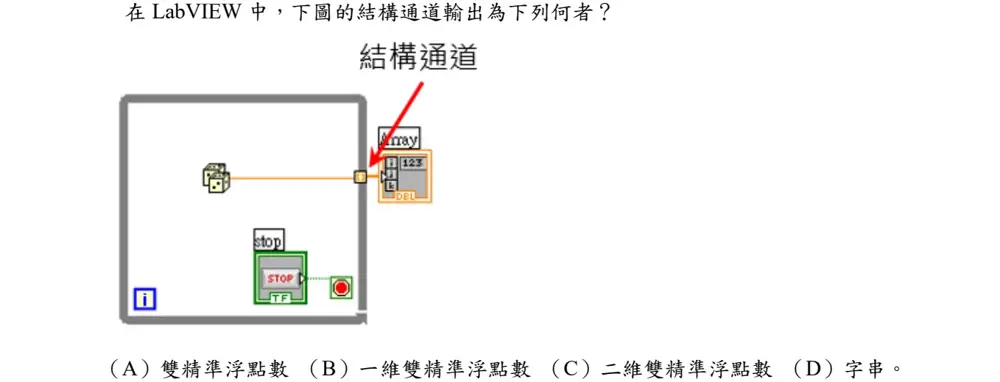 在 LabVIEW 中，下圖的結構通道輸出為下列何者？
結構通道
Array
i 123
j
k
DBL
stop
STOP
TF
i
（A）雙精準浮點數 （B）一維雙精準浮點數 （C）二維雙精準浮點數 （D）字串。